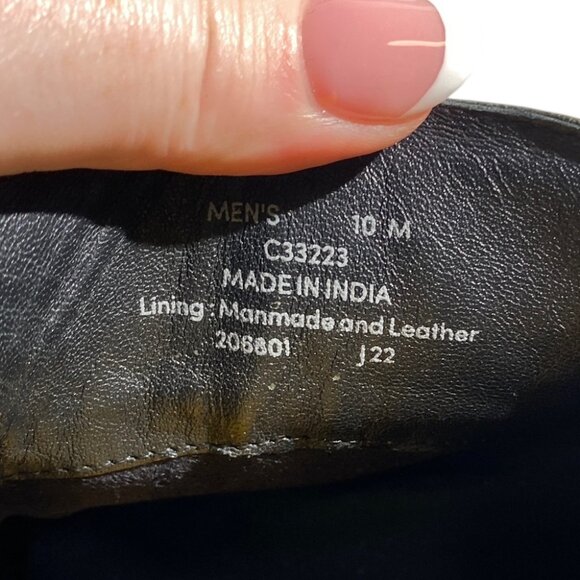 MEN'S 10 M
C33223
MADE IN INDIA
Lining: Manmade and Leather
206801 J22